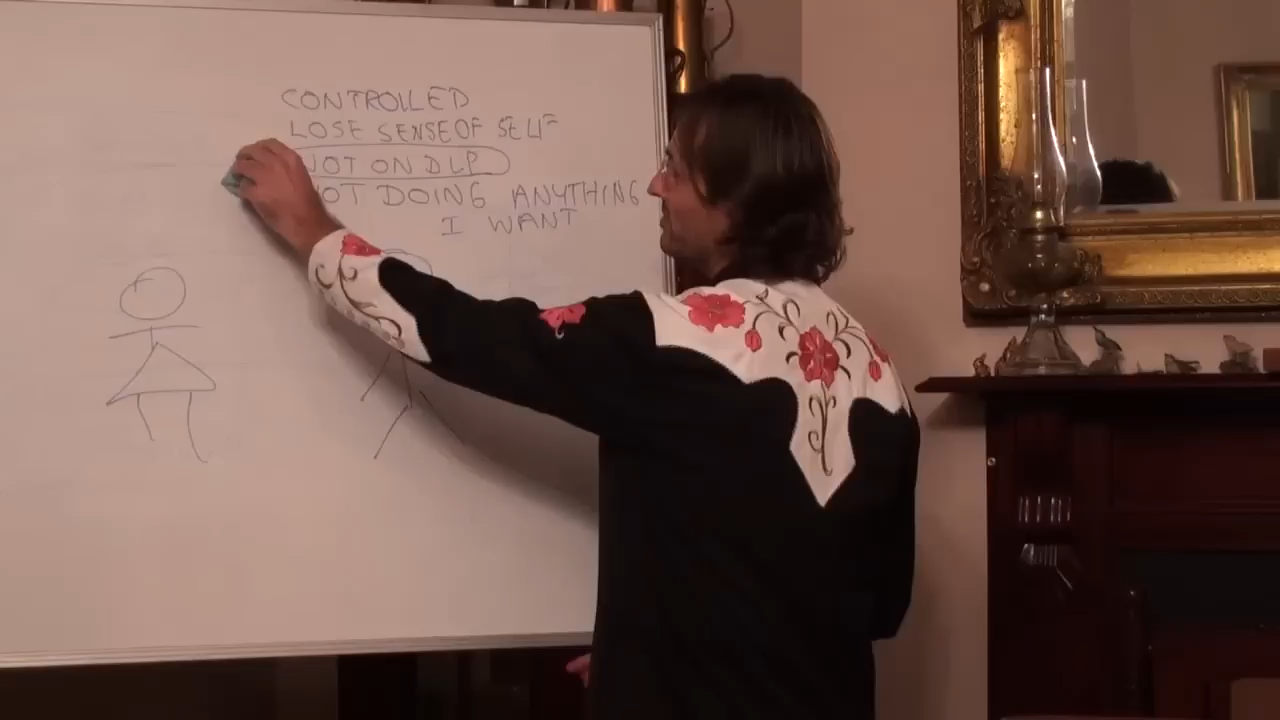 CONTROLLED
LOSE SENSE OF SELF
NOT ON DLP
NOT DOING ANYTHING
I WANT